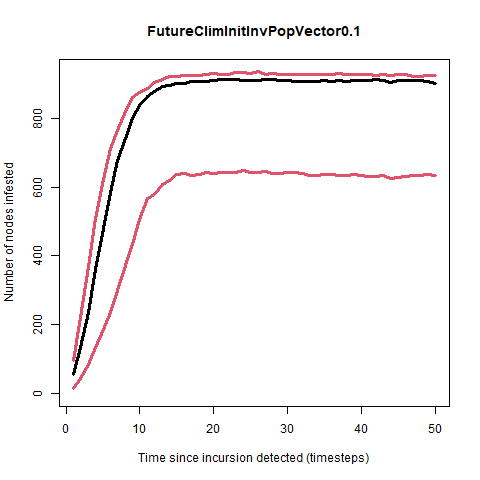 FutureClimInitInvPopVector0.1
Number of nodes infested
800
600
400
200
0
0 10 20 30 40 50
Time since incursion detected (timesteps)